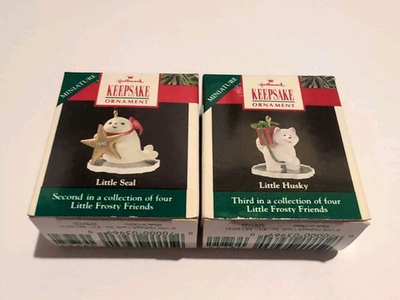 MINIATURE
Hallmark
KEEPSAKE
ORNAMENT
Little Seal
Second in a collection of four
Little Frosty Friends
MINIATURE
Hallmark
KEEPSAKE
ORNAMENT
Little Husky
Third in a collection of four
Little Frosty Friends